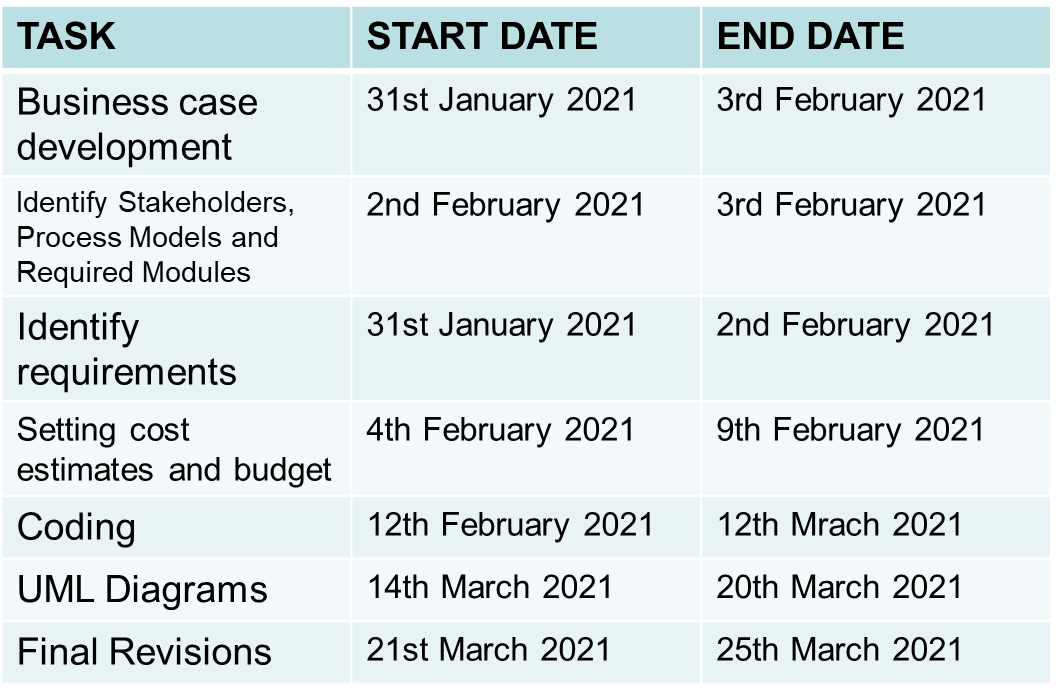 TASK START DATE END DATE
Business case development 31st January 2021 3rd February 2021
Identify Stakeholders, Process Models and Required Modules 2nd February 2021 3rd February 2021
Identify requirements 31st January 2021 2nd February 2021
Setting cost estimates and budget 4th February 2021 9th February 2021
Coding 12th February 2021 12th Mrach 2021
UML Diagrams 14th March 2021 20th March 2021
Final Revisions 21st March 2021 25th March 2021